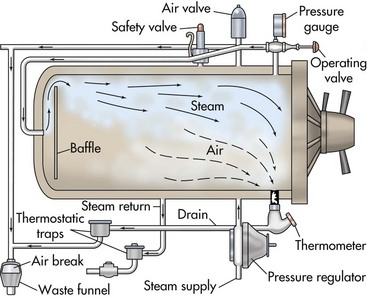 Air valve
Safety valve
Pressure
gauge
Operating
valve
Steam
Air
Baffle
Steam return
Thermostatic
traps
Drain
Thermometer
Air break
Waste funnel
Steam supply
Pressure regulator